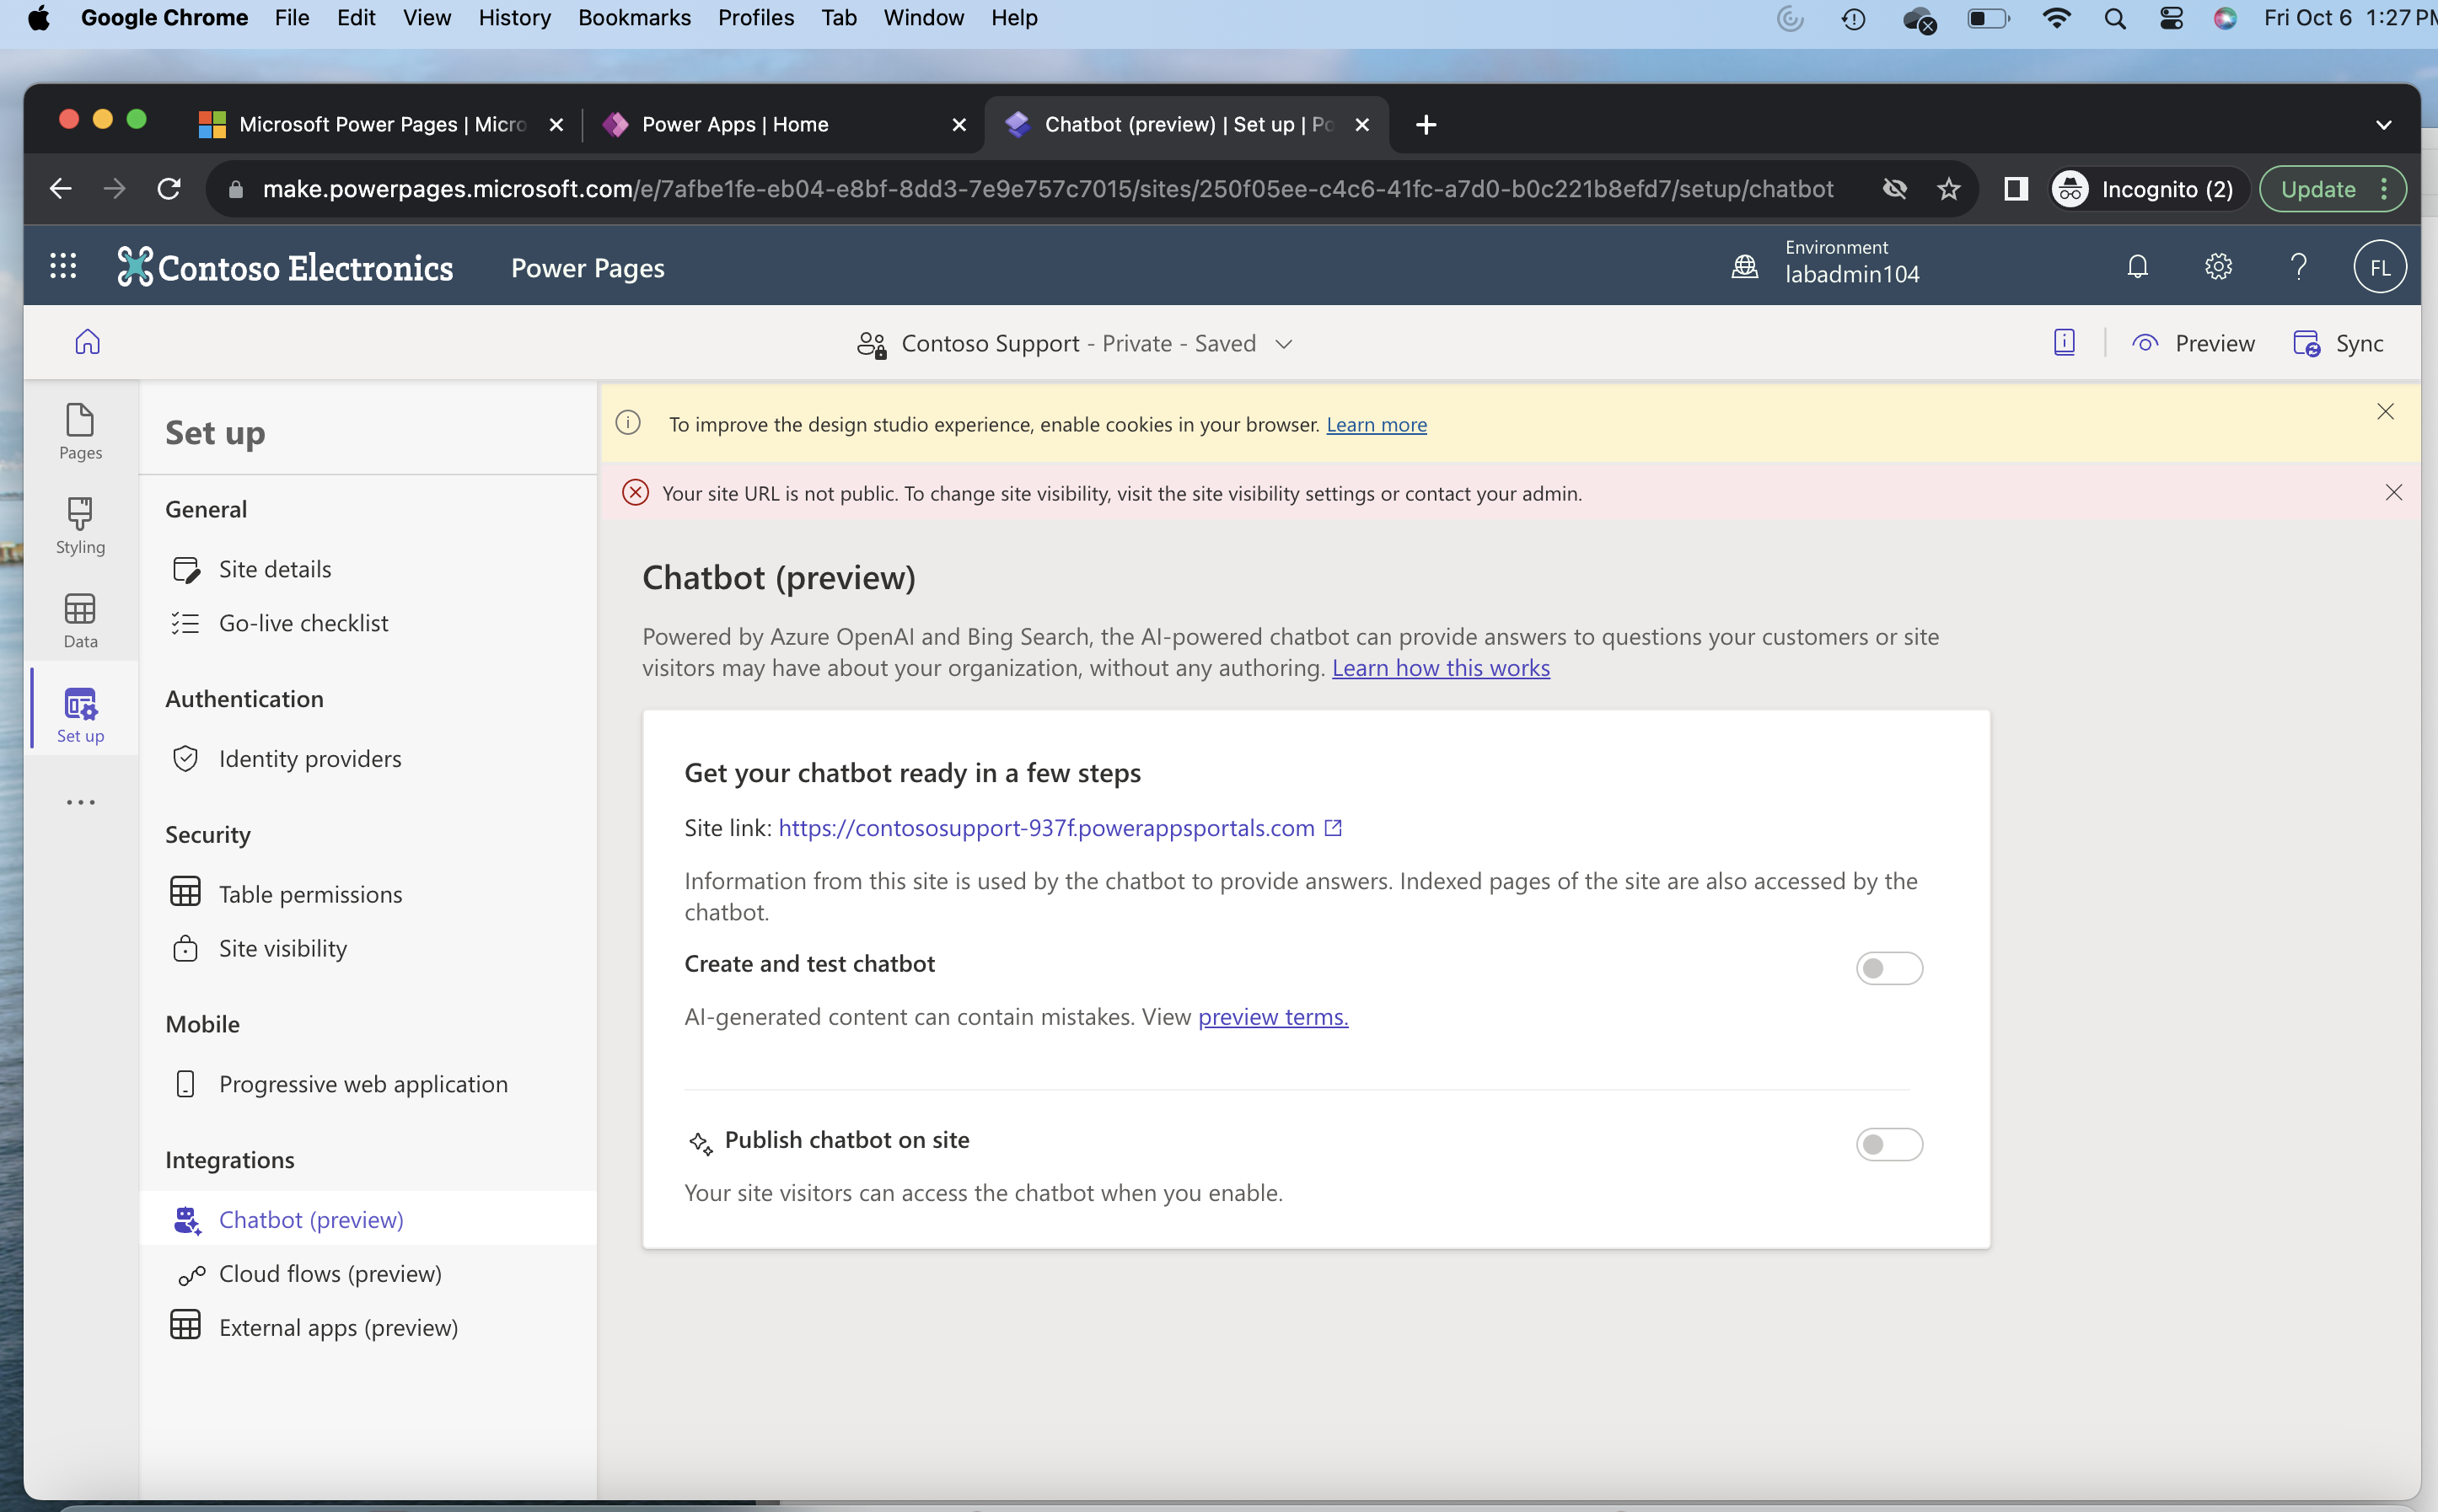 Google Chrome File Edit View History Bookmarks Profiles Tab Window Help Fri Oct 6 1:27 PM
Microsoft Power Pages | Micro
Power Apps | Home
Chatbot (preview) | Set up | Po
make.powerpages.microsoft.com/e/7afbe1fe-eb04-e8bf-8dd3-7e9e757c7015/sites/250f05ee-c4c6-41fc-a7d0-b0c221b8efd7/setup/chatbot
Incognito (2)
Update
Contoso Electronics
Power Pages
Environment
labadmin104
FL
Contoso Support - Private - Saved
Preview
Sync
Pages
Styling
Data
Set up
Set up
General
Site details
Go-live checklist
Authentication
Identity providers
Security
Table permissions
Site visibility
Mobile
Progressive web application
Integrations
Chatbot (preview)
Cloud flows (preview)
External apps (preview)
To improve the design studio experience, enable cookies in your browser. Learn more
Your site URL is not public. To change site visibility, visit the site visibility settings or contact your admin.
Chatbot (preview)
Powered by Azure OpenAI and Bing Search, the AI-powered chatbot can provide answers to questions your customers or site
visitors may have about your organization, without any authoring. Learn how this works
Get your chatbot ready in a few steps
Site link: https://contososupport-937f.powerappsportals.com
Information from this site is used by the chatbot to provide answers. Indexed pages of the site are also accessed by the
chatbot.
Create and test chatbot
AI-generated content can contain mistakes. View preview terms.
Publish chatbot on site
Your site visitors can access the chatbot when you enable.